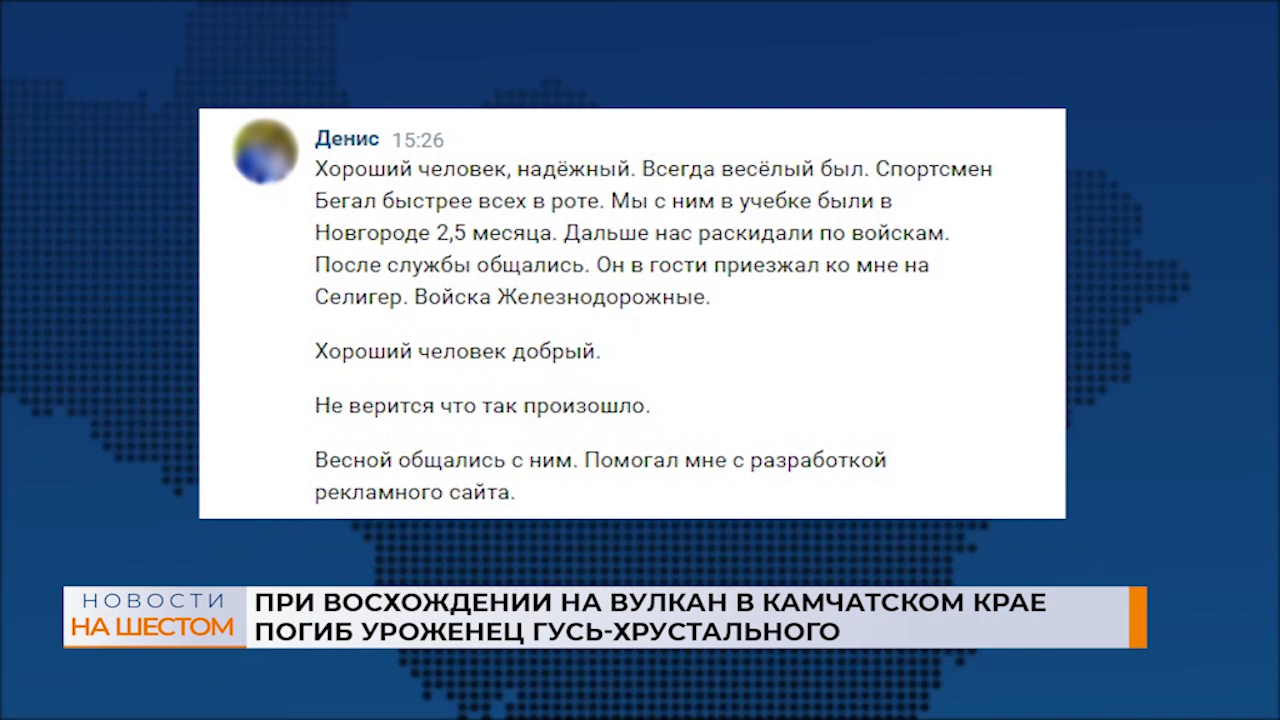 Денис 15:26
Хороший человек, надёжный. Всегда весёлый был. Спортсмен
Бегал быстрее всех в роте. Мы с ним в учебке были в
Новгороде 2,5 месяца. Дальше нас раскидали по войскам.
После службы общались. Он в гости приезжал ко мне на
Селигер. Войска Железнодорожные.
Хороший человек добрый.
Не верится что так произошло.
Весной общались с ним. Помогал мне с разработкой
рекламного сайта.
НОВОСТИ
НА ШЕСТОМ
ПРИ ВОСХОЖДЕНИИ НА ВУЛКАН В КАМЧАТСКОМ КРАЕ
ПОГИБ УРОЖЕНЕЦ ГУСЬ-ХРУСТАЛЬНОГО